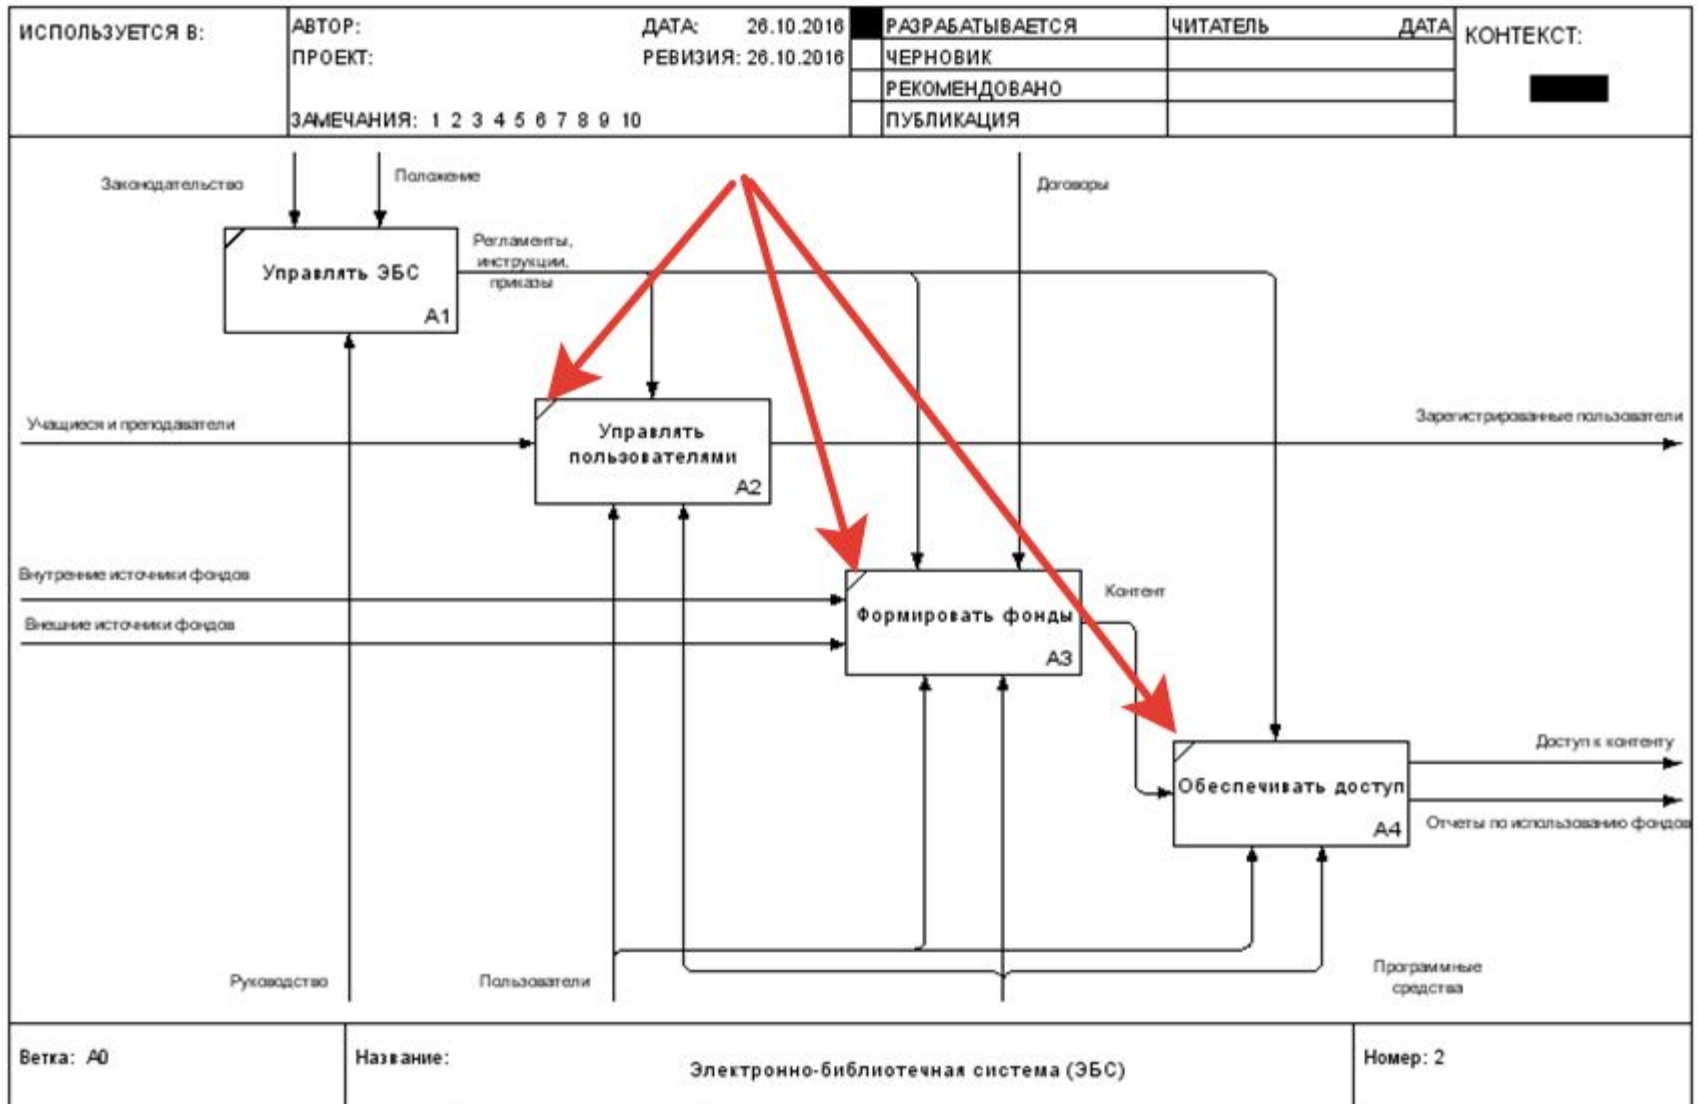 ИСПОЛЬЗУЕТСЯ В:
АВТОР:
ДАТА: 26.10.2016
ПРОЕКТ:
РЕВИЗИЯ: 26.10.2016
ЗАМЕЧАНИЯ: 1 2 3 4 5 6 7 8 9 10
РАЗРАБАТЫВАЕТСЯ
ЧЕРНОВИК
РЕКОМЕНДОВАНО
ПУБЛИКАЦИЯ
ЧИТАТЕЛЬ
ДАТА
КОНТЕКСТ:
Законодательство
Положение
Договоры
Управлять ЭБС
A1
Регламенты,
инструкции,
приказы
Учащиеся и преподаватели
Управлять
пользователями
A2
Зарегистрированные пользователи
Внутренние источники фондов
Внешние источники фондов
Формировать фонды
A3
Контент
Обеспечивать доступ
A4
Доступ к контенту
Отчеты по использованию фондов
Руководство
Пользователи
Программные
средства
Ветка: A0
Название:
Электронно-библиотечная система (ЭБС)
Номер: 2